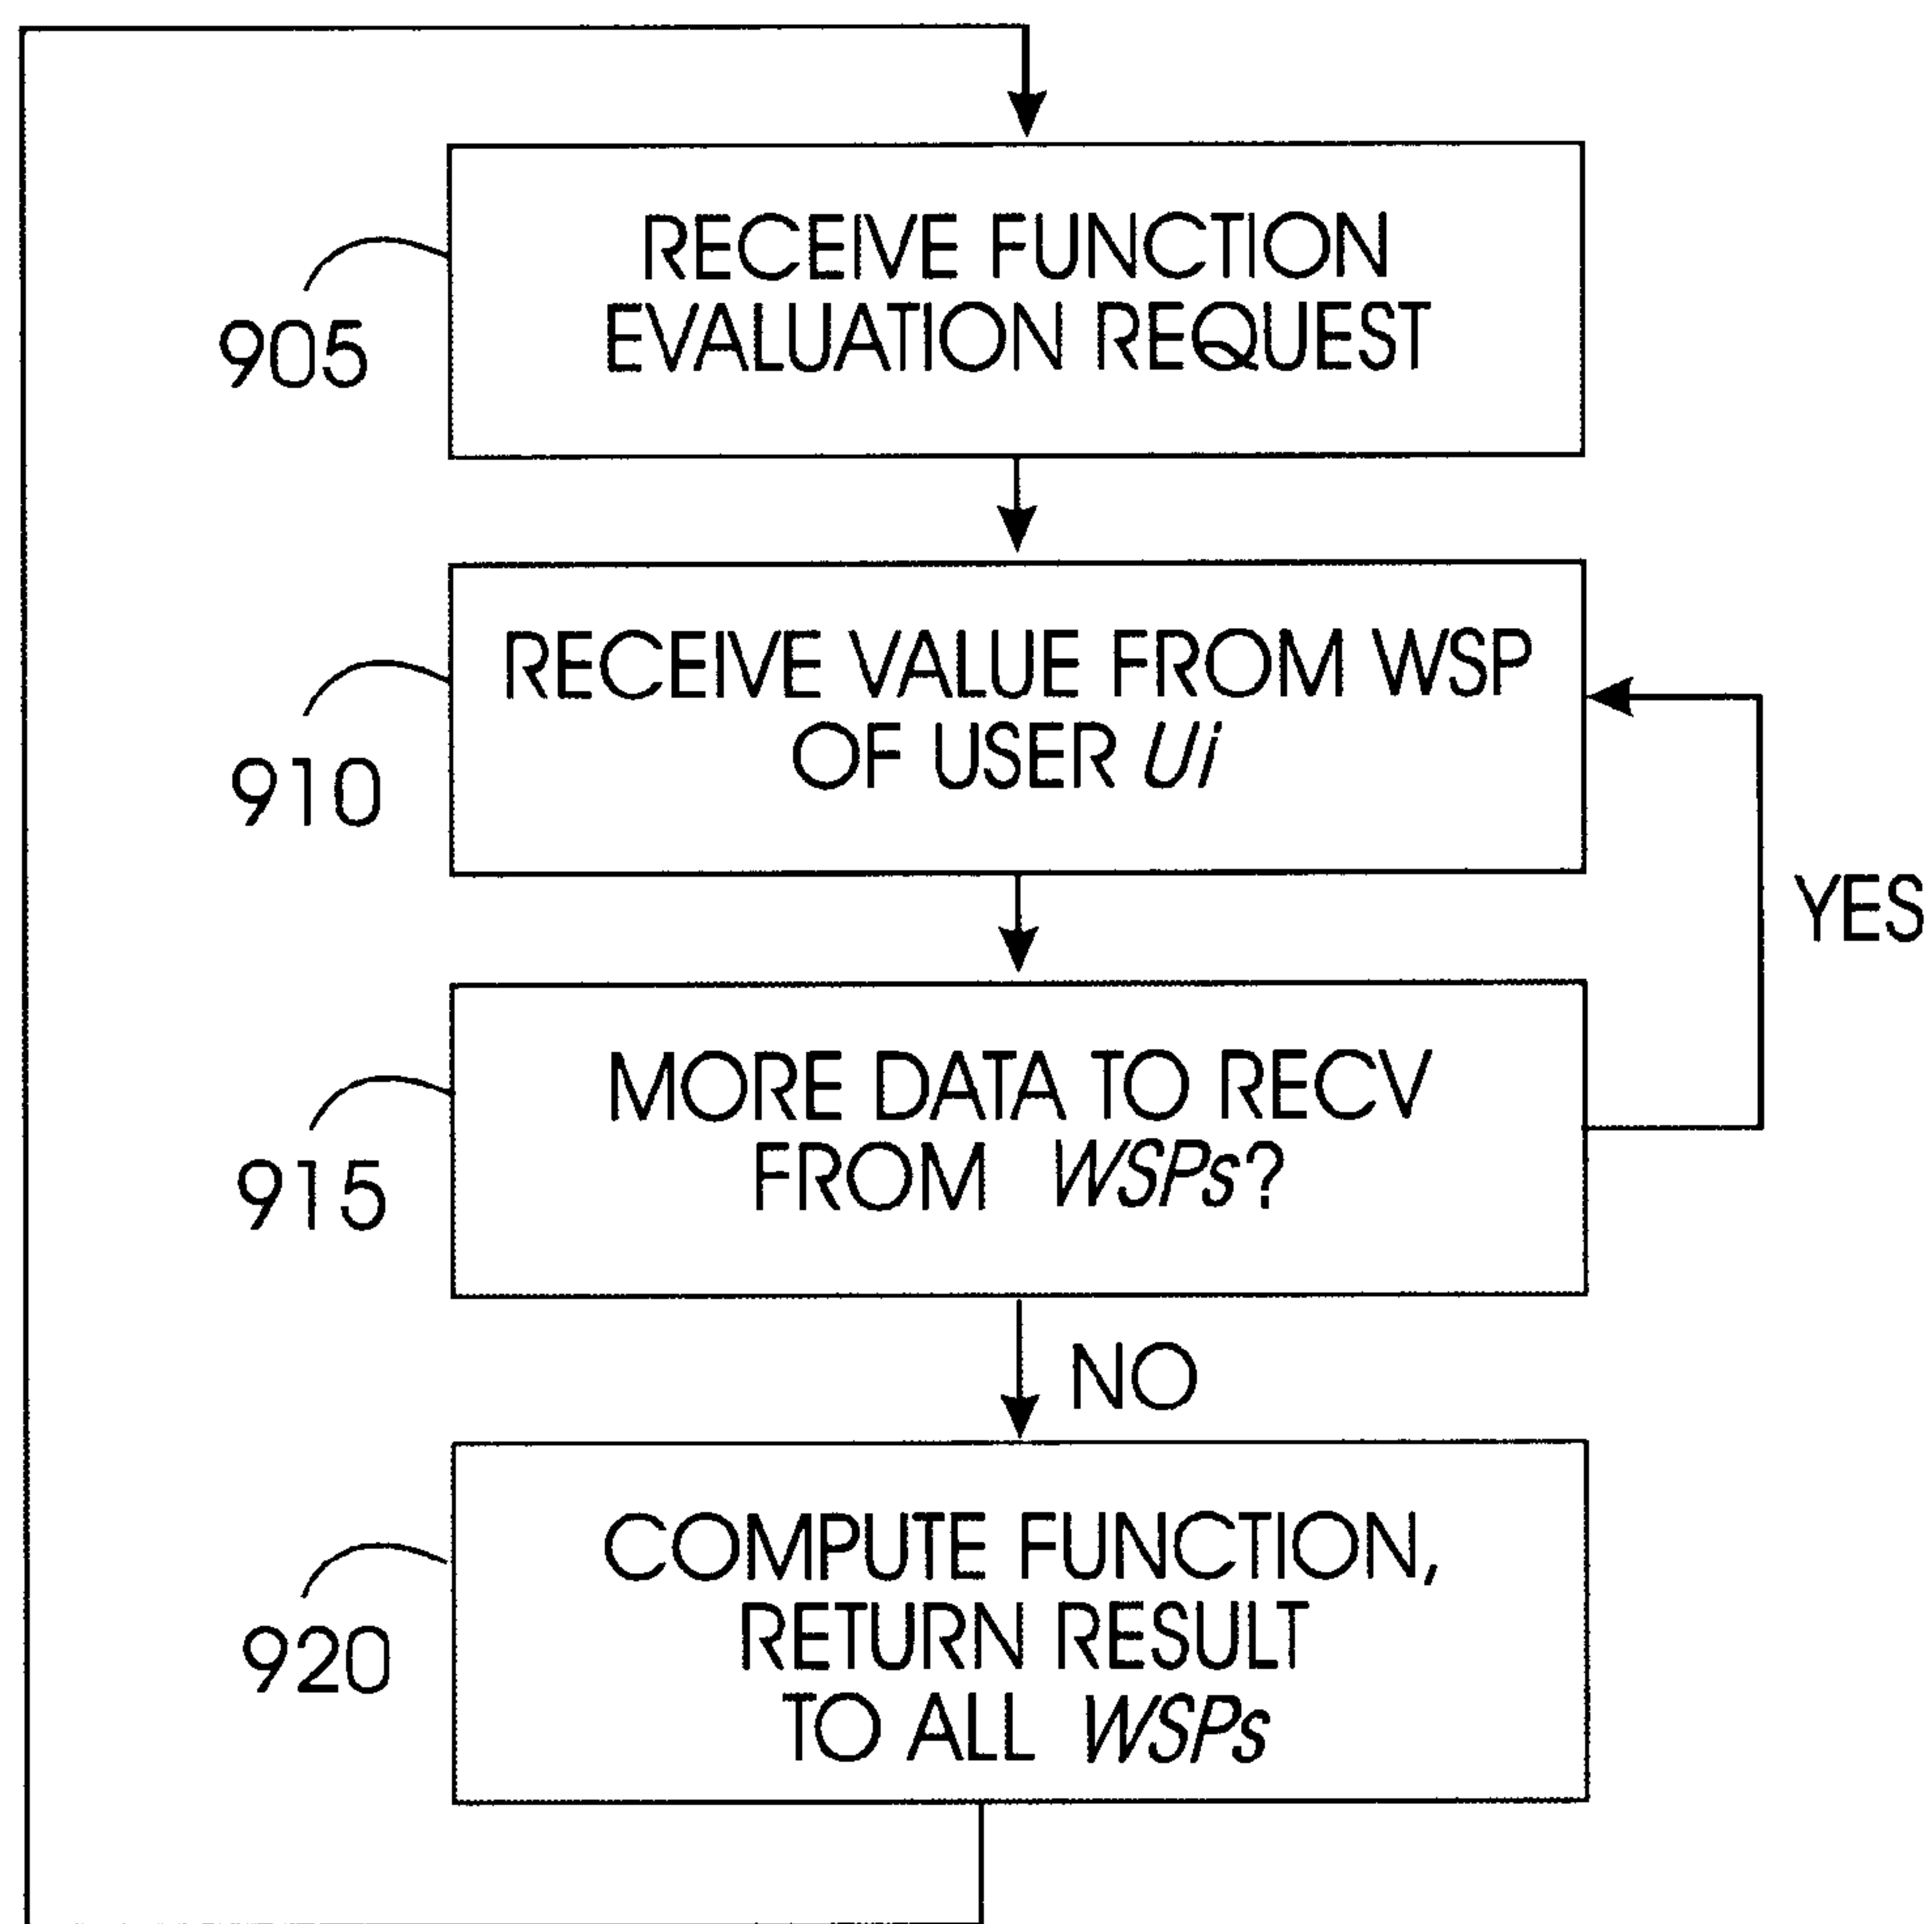 RECEIVE FUNCTION
EVALUATION REQUEST
905
RECEIVE VALUE FROM WSP
OF USER Ui
910
YES
MORE DATA TO RECV
FROM WSPs?
915
NO
COMPUTE FUNCTION,
RETURN RESULT
TO ALL WSPs
920